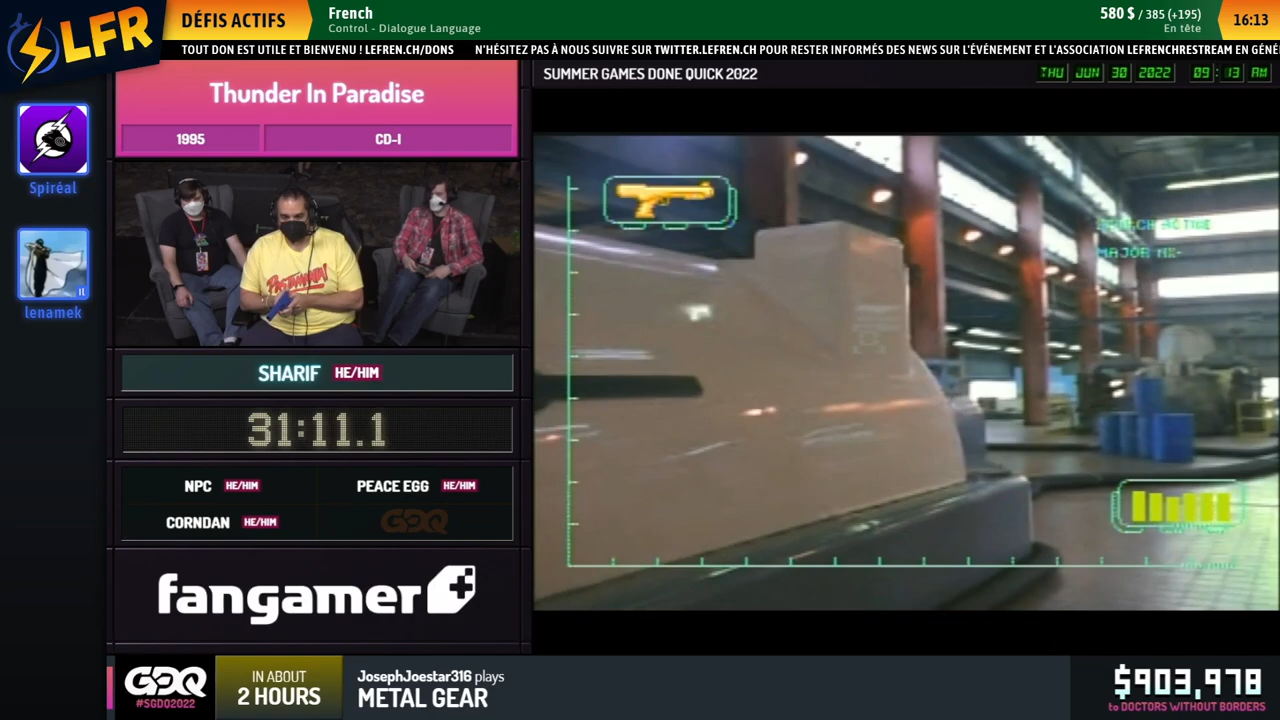 LFR
DÉFIS ACTIFS
French
Control - Dialogue Language
580 $ / 385 (+195)
En tête
16:13
TOUT DON EST UTILE ET BIENVENU ! LEFREN.CH/DONS N'HÉSITEZ PAS À NOUS SUIVRE SUR TWITTER.LEFREN.CH POUR RESTER INFORMÉS DES NEWS SUR L'ÉVÉNEMENT ET L'ASSOCIATION LEFRENCHRESTREAM EN GÉNÉ
Thunder In Paradise
1995
CD-I
SUMMER GAMES DONE QUICK 2022
THU JUN 30 2022 09:13 AM
Spiréal
lenamek
SHARIF HE/HIM
31:11.1
NPC HE/HIM
PEACE EGG HE/HIM
CORNDAN HE/HIM
GDQ
fangamer
GDQ
#SGDQ2022
IN ABOUT
2 HOURS
JosephJoestar316 plays
METAL GEAR
$903,978
to DOCTORS WITHOUT BORDERS